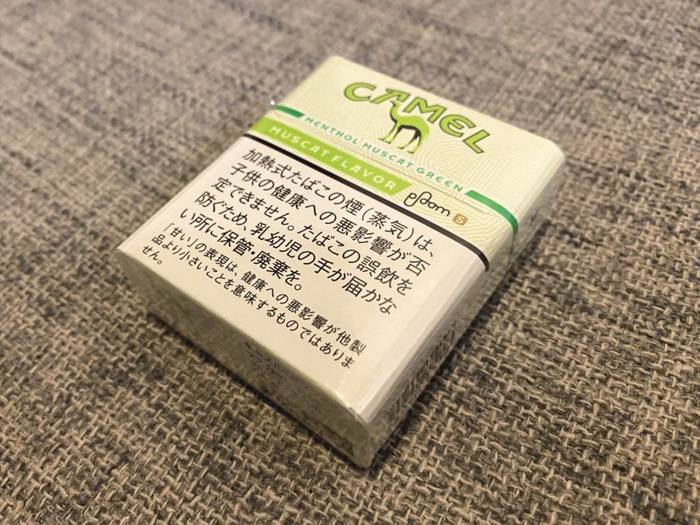 CAMEL
MENTHOL MUSCAT GREEN
MUSCAT FLAVOR
ploom S
加熱式たばこの煙(蒸気)は、
子供の健康への悪影響が否
定できません。たばこの誤飲を
防ぐため、乳幼児の手が届かな
い所に保管・廃棄を。
「甘い」の表現は、健康への悪影響が他製
品より小さいことを意味するものではありま
せん。